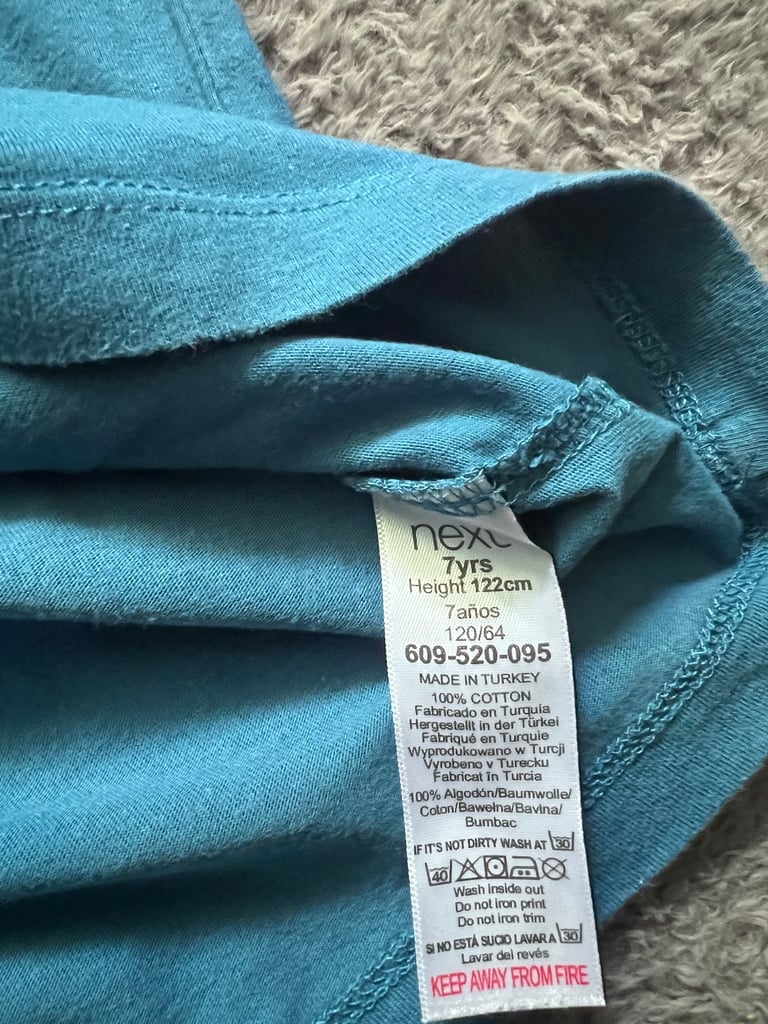 next
7yrs
Height 122cm
7años
120/64
609-520-095
MADE IN TURKEY
100% COTTON
Fabricado en Turquía
Hergestellt in der Türkei
Fabriqué en Turquie
Wyprodukowano w Turcji
Vyrobeno v Turecku
Fabricat în Turcia
100% Algodón/Baumwolle/
Coton/Bawełna/Bavlna/
Bumbac
IF IT'S NOT DIRTY WASH AT 30
40
Wash inside out
Do not iron print
Do not iron trim
SI NO ESTÁ SUCIO LAVAR A 30
Lavar del revés
KEEP AWAY FROM FIRE